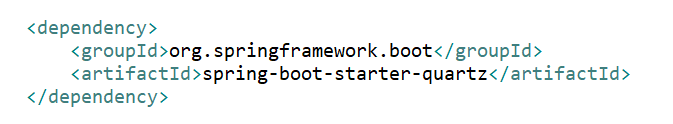 <dependency>
    <groupId>org.springframework.boot</groupId>
    <artifactId>spring-boot-starter-quartz</artifactId>
</dependency>